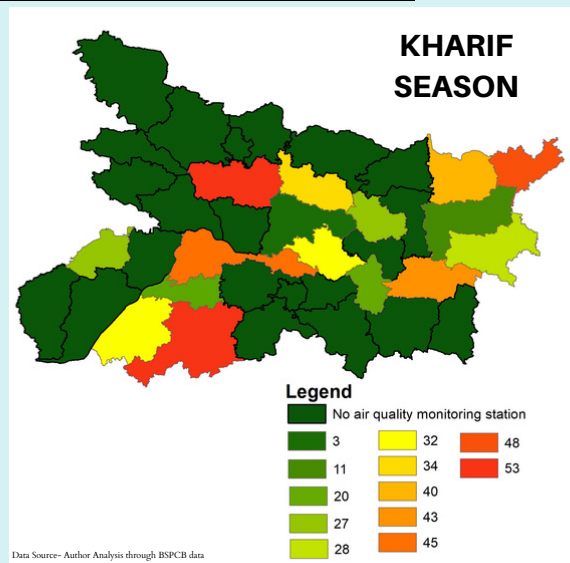 KHARIF
SEASON
Legend
No air quality monitoring station
3
11
20
27
28
32
34
40
43
45
48
53
Data Source- Author Analysis through BSPCB data